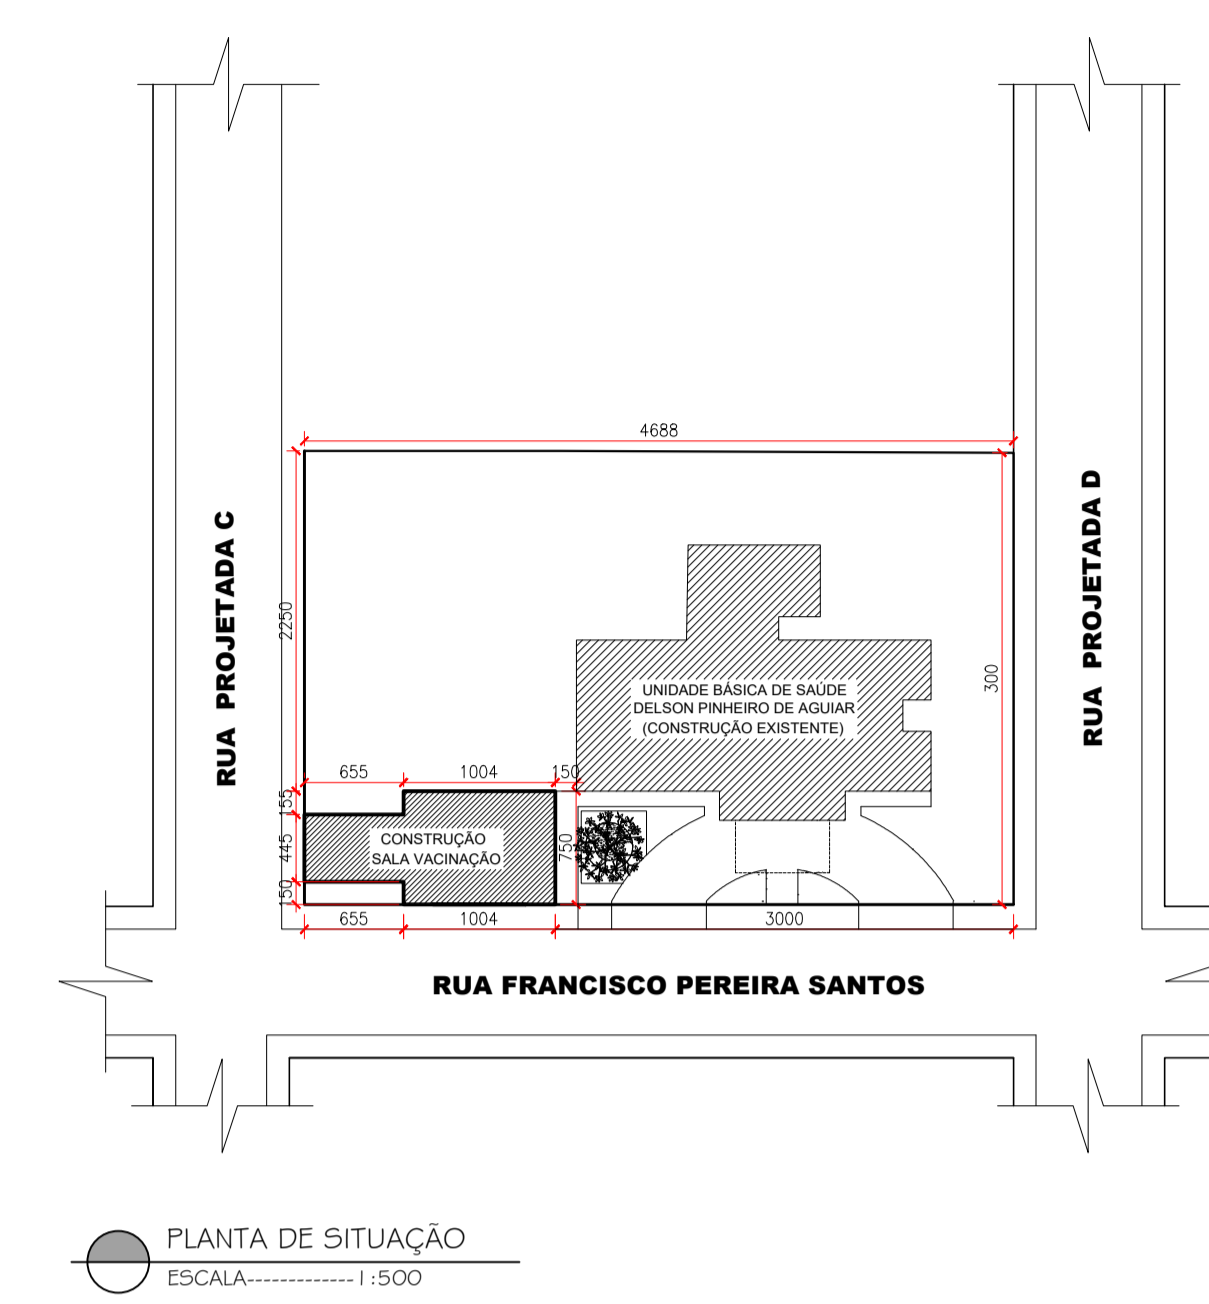 4688
RUA PROJETADA C
RUA PROJETADA D
2250
300
UNIDADE BÁSICA DE SAÚDE
DELSON PINHEIRO DE AGUIAR
(CONSTRUÇÃO EXISTENTE)
655
1004
150
155
445
150
CONSTRUÇÃO
SALA VACINAÇÃO
750
655
1004
3000
RUA FRANCISCO PEREIRA SANTOS
PLANTA DE SITUAÇÃO
ESCALA-------------1:500